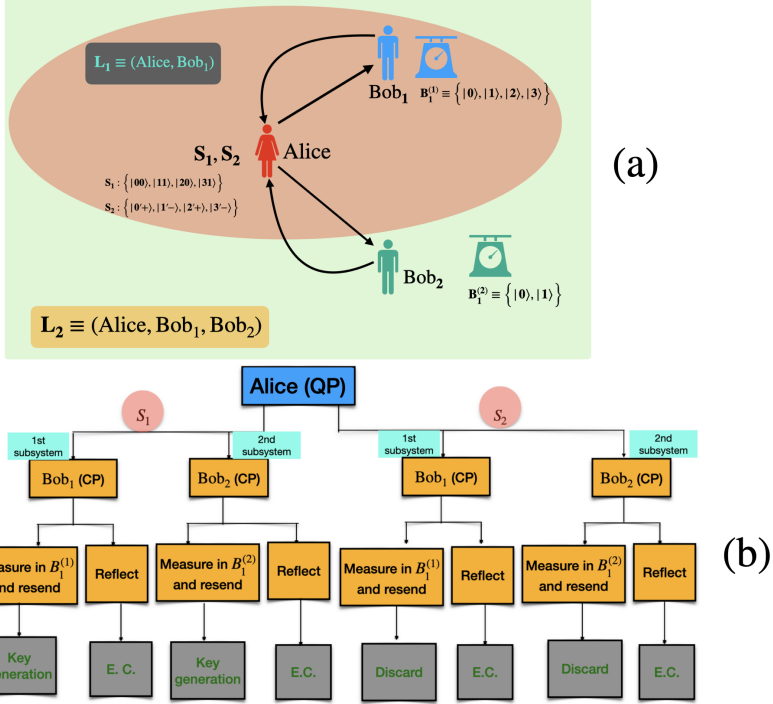 L₁ ≡ (Alice, Bob₁)
Bob₁
B₁⁽¹⁾ ≡ {|0⟩, |1⟩, |2⟩, |3⟩}
(a)
S₁, S₂ Alice
S₁ : {|00⟩, |11⟩, |20⟩, |31⟩}
S₂ : {|0′+⟩, |1′−⟩, |2′+⟩, |3′−⟩}
Bob₂
B₁⁽²⁾ ≡ {|0⟩, |1⟩}
L₂ ≡ (Alice, Bob₁, Bob₂)
Alice (QP)
S₁
S₂
1st
subsystem
2nd
subsystem
1st
subsystem
2nd
subsystem
Bob₁ (CP)
Bob₂ (CP)
Bob₁ (CP)
Bob₂ (CP)
asure in B₁⁽¹⁾
nd resend
Reflect
Measure in B₁⁽²⁾
and resend
Reflect
Measure in B₁⁽¹⁾
and resend
Reflect
Measure in B₁⁽²⁾
and resend
Reflect
(b)
Key
eneration
E. C.
Key
generation
E.C.
Discard
E.C.
Discard
E.C.